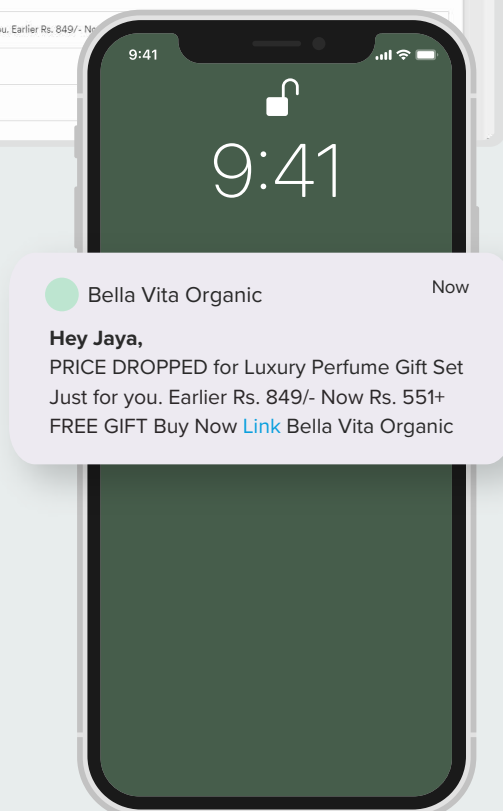 u. Earlier Rs. 849/- No
9:41
9:41
Bella Vita Organic
Now
Hey Jaya,
PRICE DROPPED for Luxury Perfume Gift Set
Just for you. Earlier Rs. 849/- Now Rs. 551+
FREE GIFT Buy Now Link Bella Vita Organic